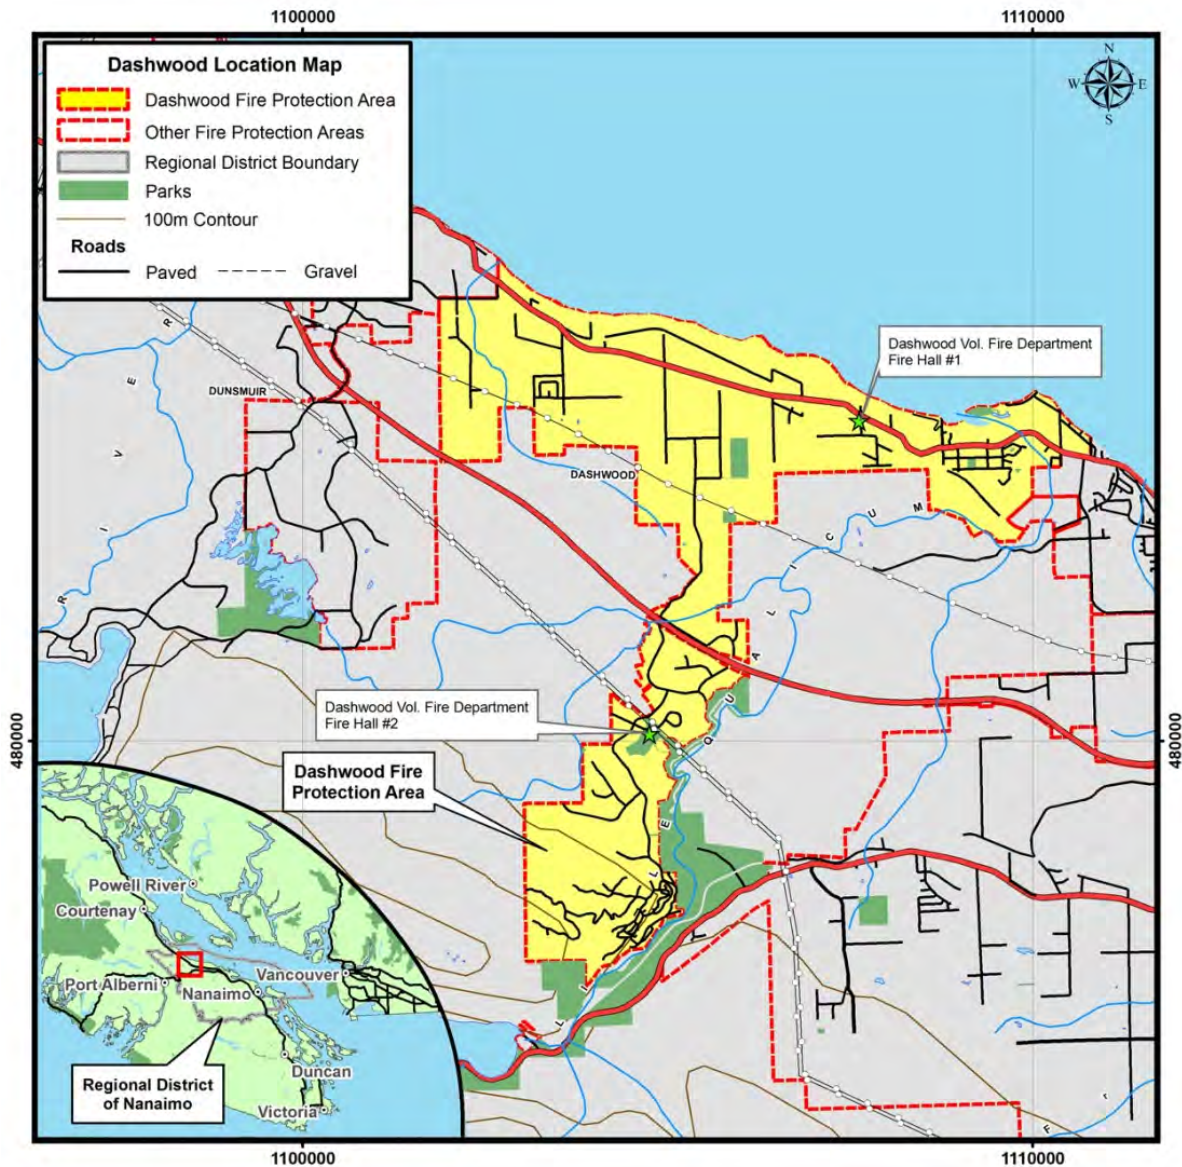 1100000
1110000
Dashwood Location Map
Dashwood Fire Protection Area
Other Fire Protection Areas
Regional District Boundary
Parks
100m Contour
Roads
Paved
Gravel
N
W
E
S
Dashwood Vol. Fire Department
Fire Hall #1
DUNSMUIR
DASHWOOD
R I V E R
L I T T L E Q U A L I C U M
Dashwood Vol. Fire Department
Fire Hall #2
Dashwood Fire
Protection Area
480000
480000
Powell River
Courtenay
Port Alberni
Vancouver
Nanaimo
Regional District
of Nanaimo
Duncan
Victoria
F r
1100000
1110000